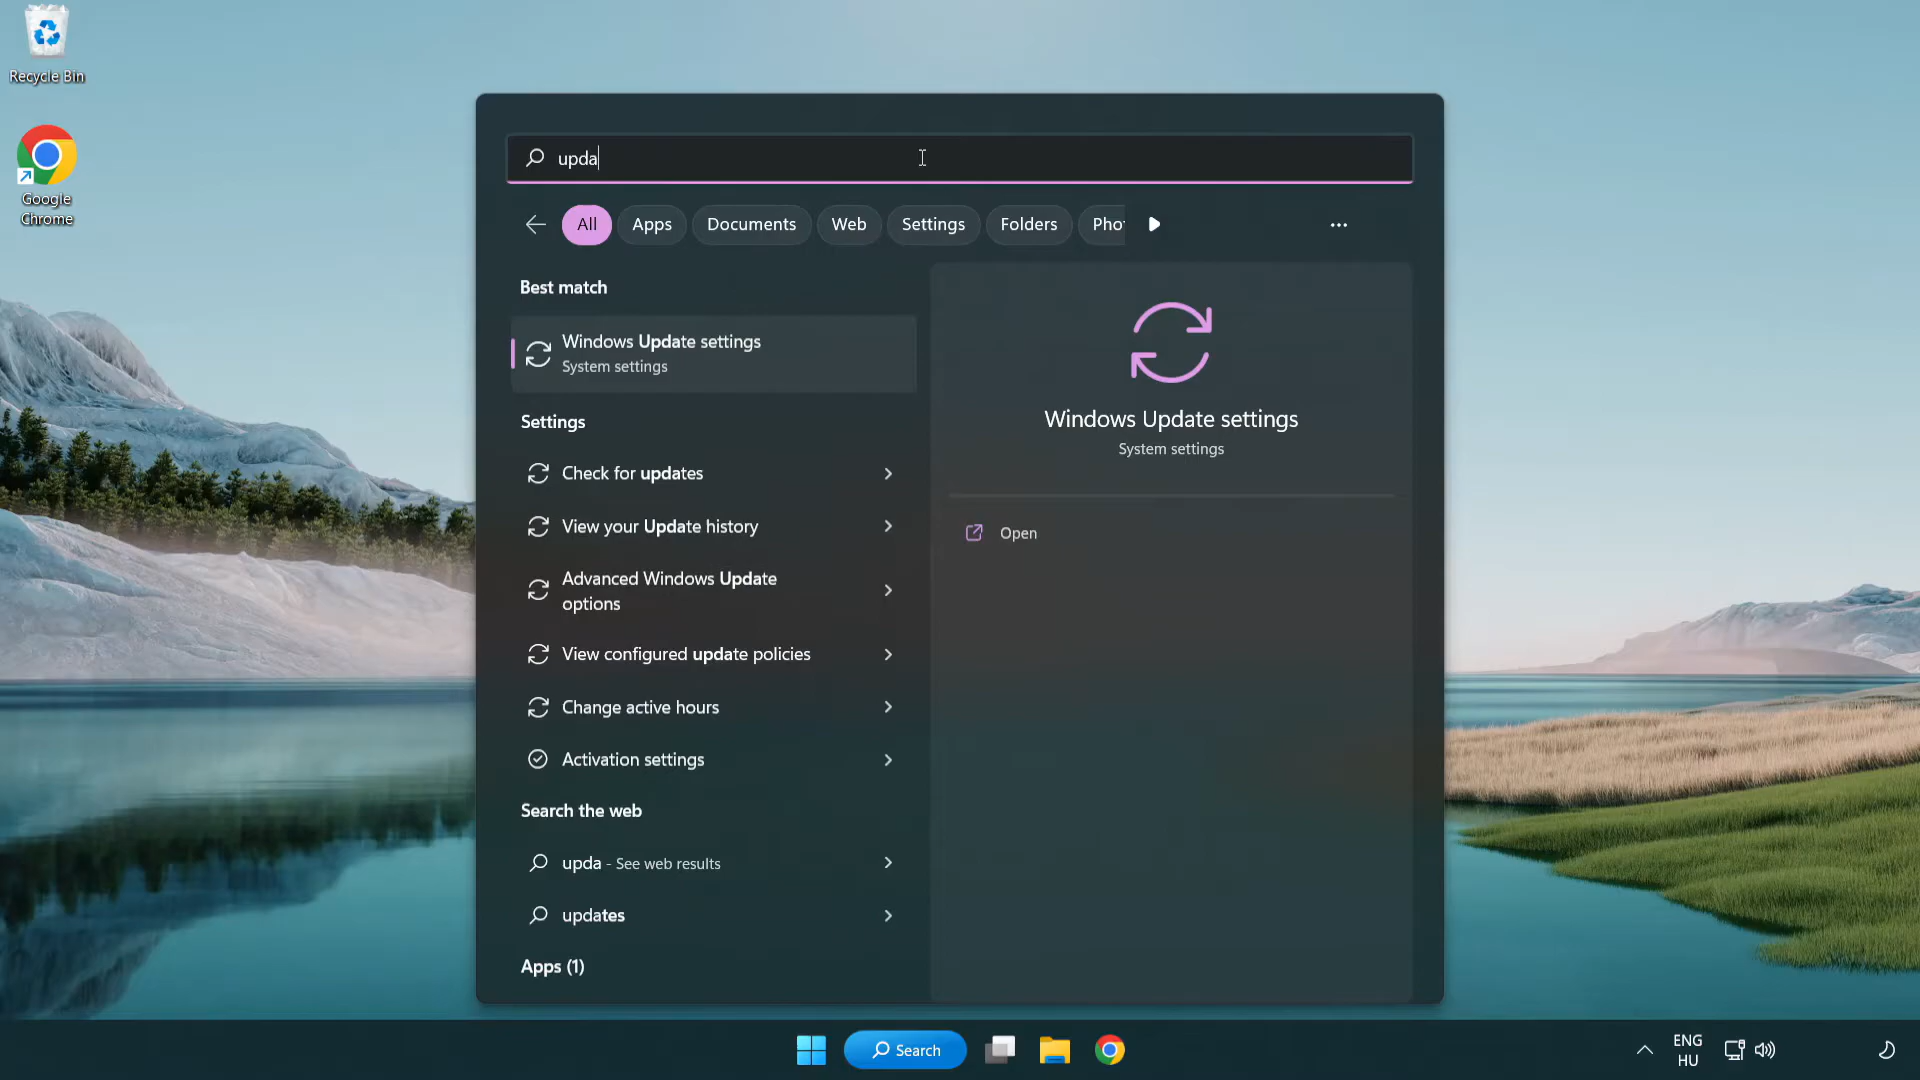 Recycle Bin
Google
Chrome
upda
All
Apps
Documents
Web
Settings
Folders
Pho
Best match
Windows Update settings
System settings
Settings
Check for updates
View your Update history
Advanced Windows Update
options
View configured update policies
Change active hours
Activation settings
Search the web
upda - See web results
updates
Apps (1)
Windows Update settings
System settings
Open
Search
ENG
HU